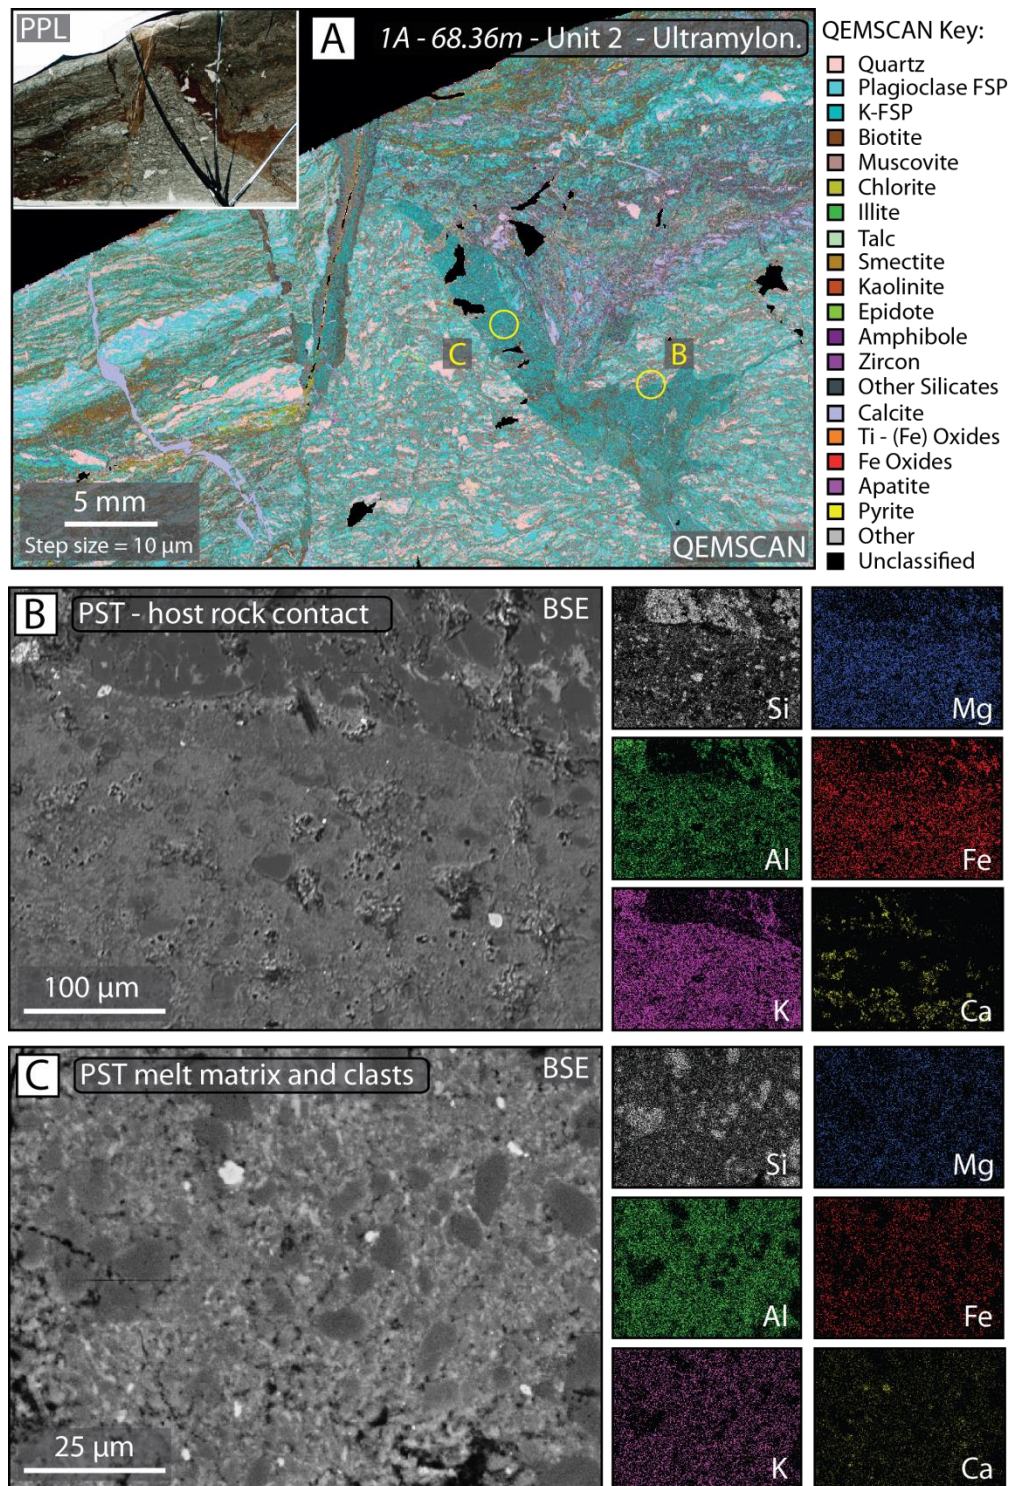 PPL
A
1A - 68.36m - Unit 2 - Ultramylon.
C
B
5 mm
Step size = 10 µm
QEMSCAN
QEMSCAN Key:
Quartz
Plagioclase FSP
K-FSP
Biotite
Muscovite
Chlorite
Illite
Talc
Smectite
Kaolinite
Epidote
Amphibole
Zircon
Other Silicates
Calcite
Ti - (Fe) Oxides
Fe Oxides
Apatite
Pyrite
Other
Unclassified
B
PST - host rock contact
BSE
100 µm
Si
Mg
Al
Fe
K
Ca
C
PST melt matrix and clasts
BSE
25 µm
Si
Mg
Al
Fe
K
Ca